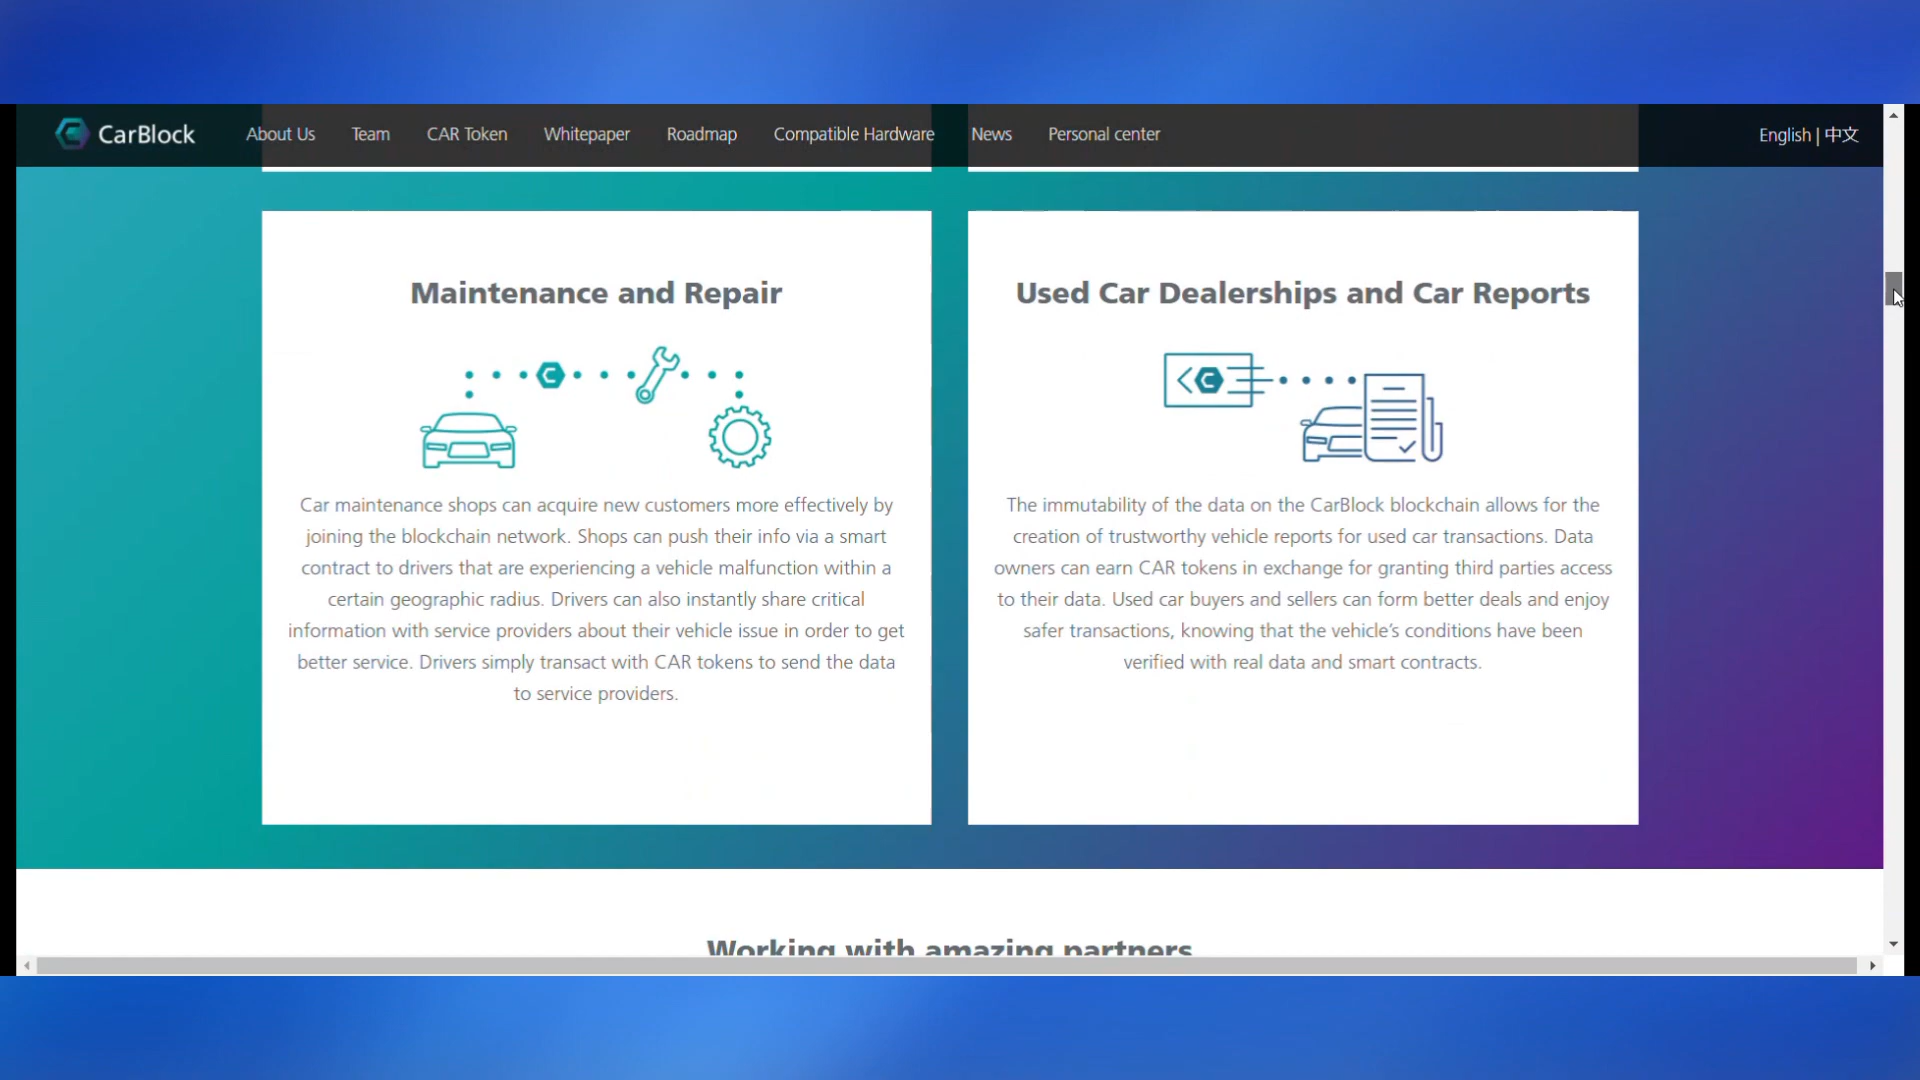 CarBlock
About Us
Team
CAR Token
Whitepaper
Roadmap
Compatible Hardware
News
Personal center
English | 中文
Maintenance and Repair
Car maintenance shops can acquire new customers more effectively by
joining the blockchain network. Shops can push their info via a smart
contract to drivers that are experiencing a vehicle malfunction within a
certain geographic radius. Drivers can also instantly share critical
information with service providers about their vehicle issue in order to get
better service. Drivers simply transact with CAR tokens to send the data
to service providers.
Used Car Dealerships and Car Reports
The immutability of the data on the CarBlock blockchain allows for the
creation of trustworthy vehicle reports for used car transactions. Data
owners can earn CAR tokens in exchange for granting third parties access
to their data. Used car buyers and sellers can form better deals and enjoy
safer transactions, knowing that the vehicle’s conditions have been
verified with real data and smart contracts.
Working with amazing partners